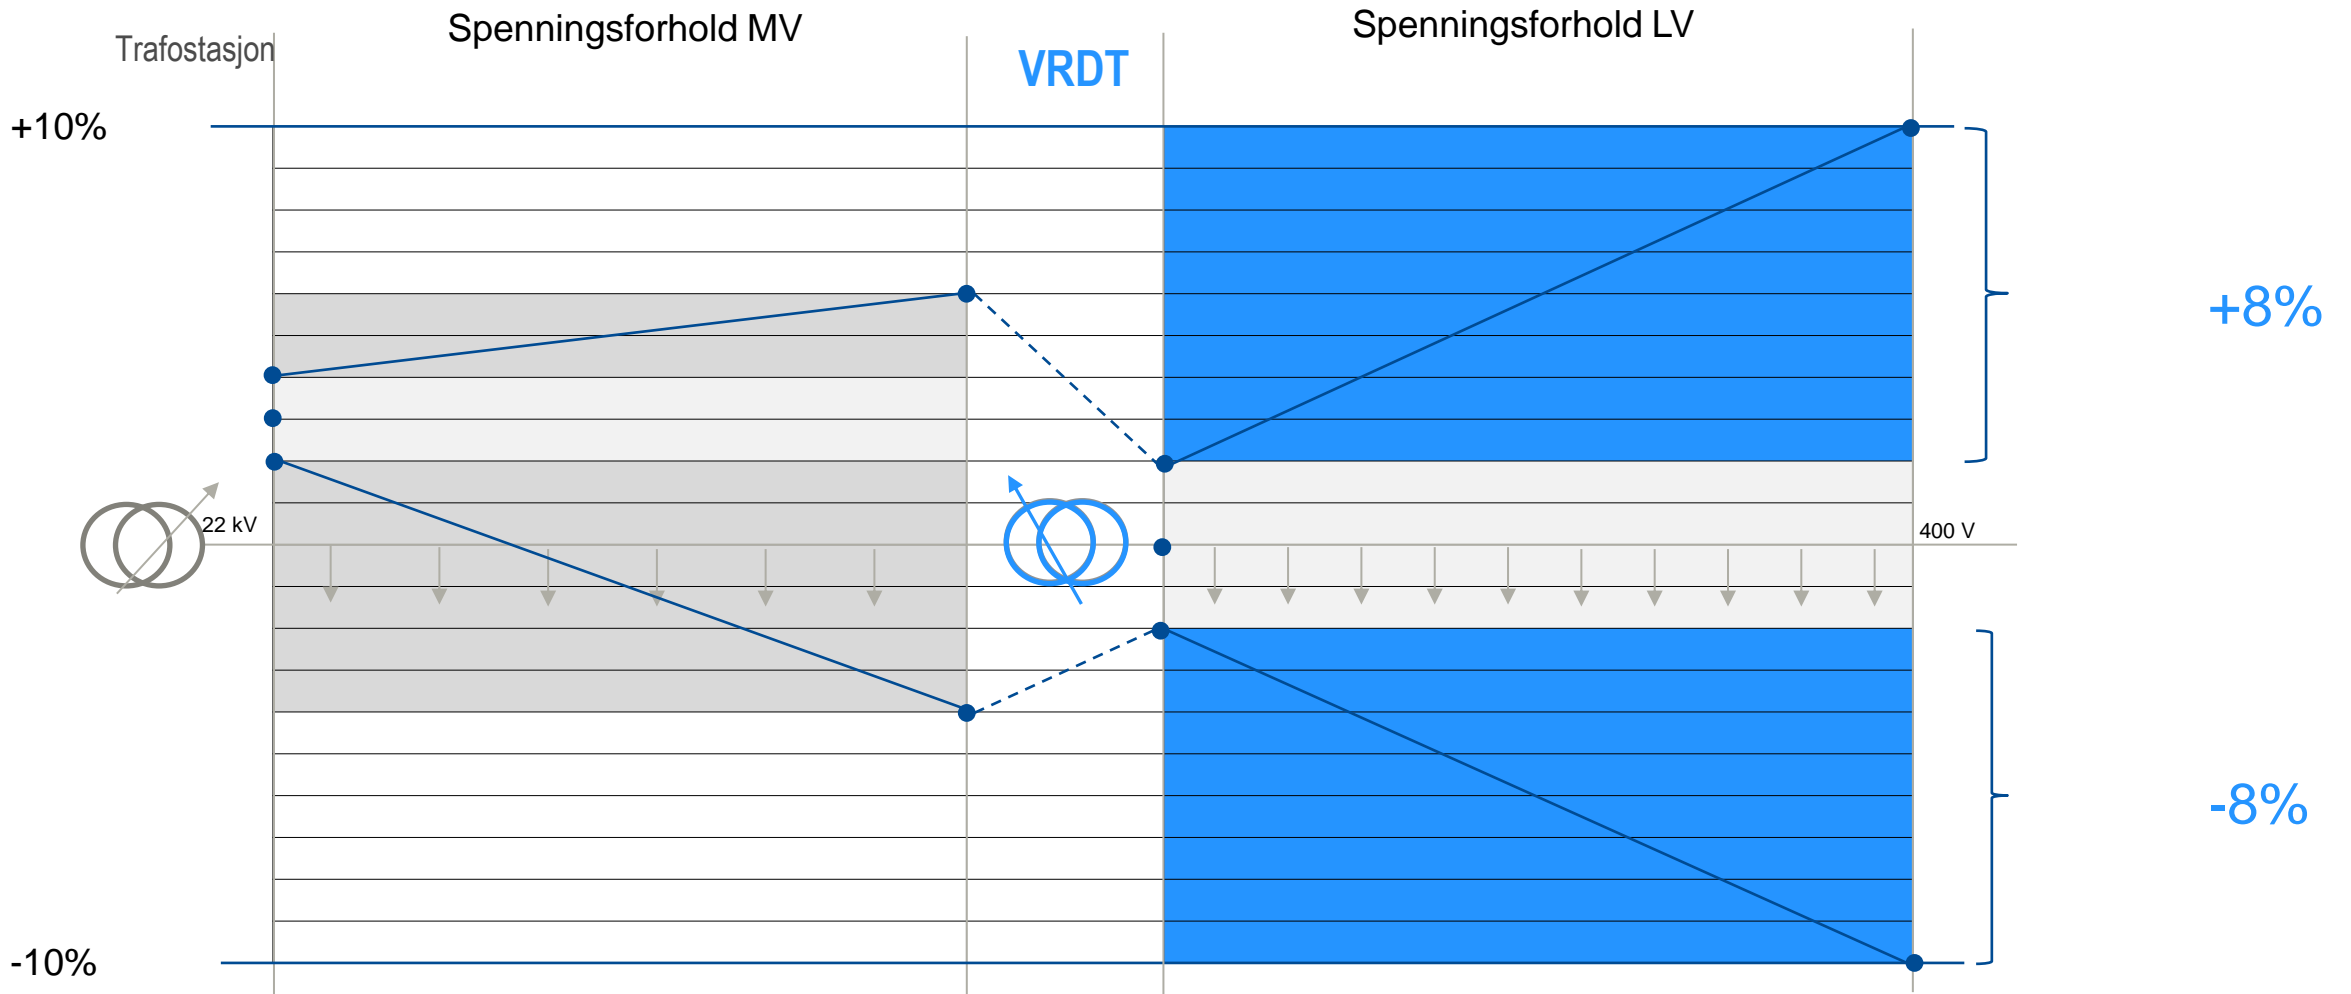 Spenningsforhold MV
Spenningsforhold LV
Trafostasjon
VRDT
+10%
+8%
22 kV
400 V
-8%
-10%